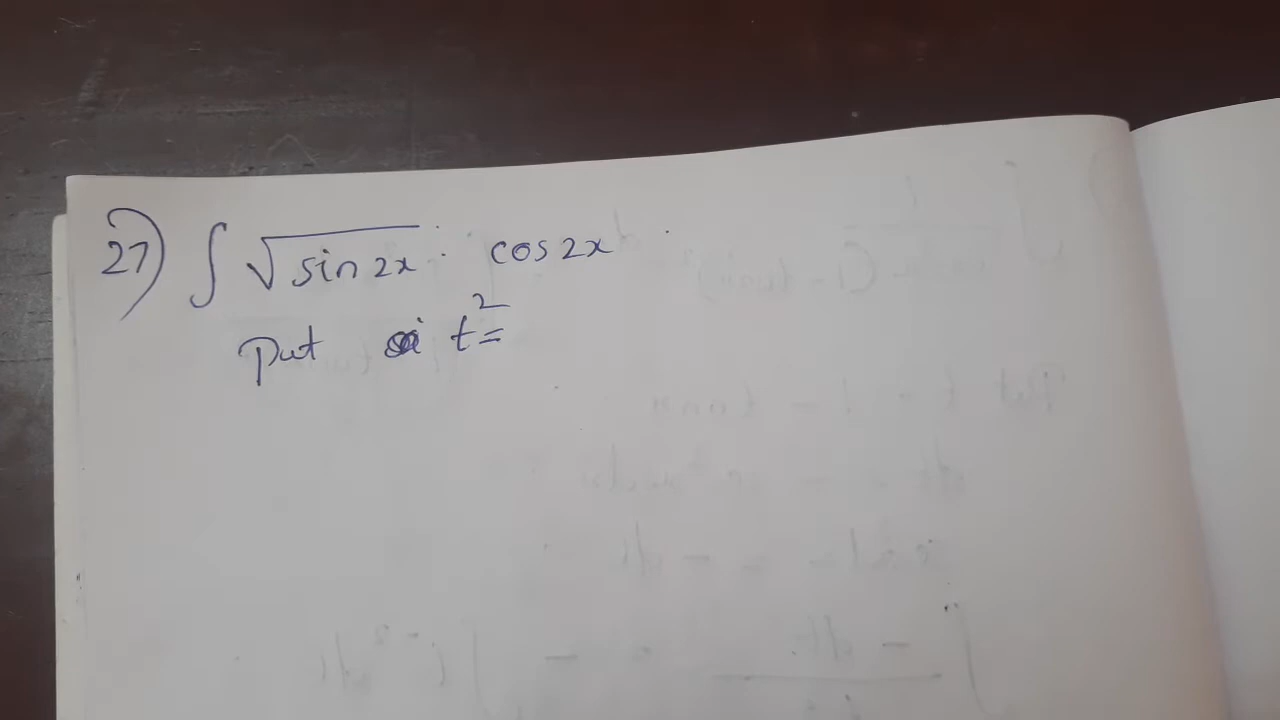 27) ∫ √sin 2x · cos 2x
Put t² =